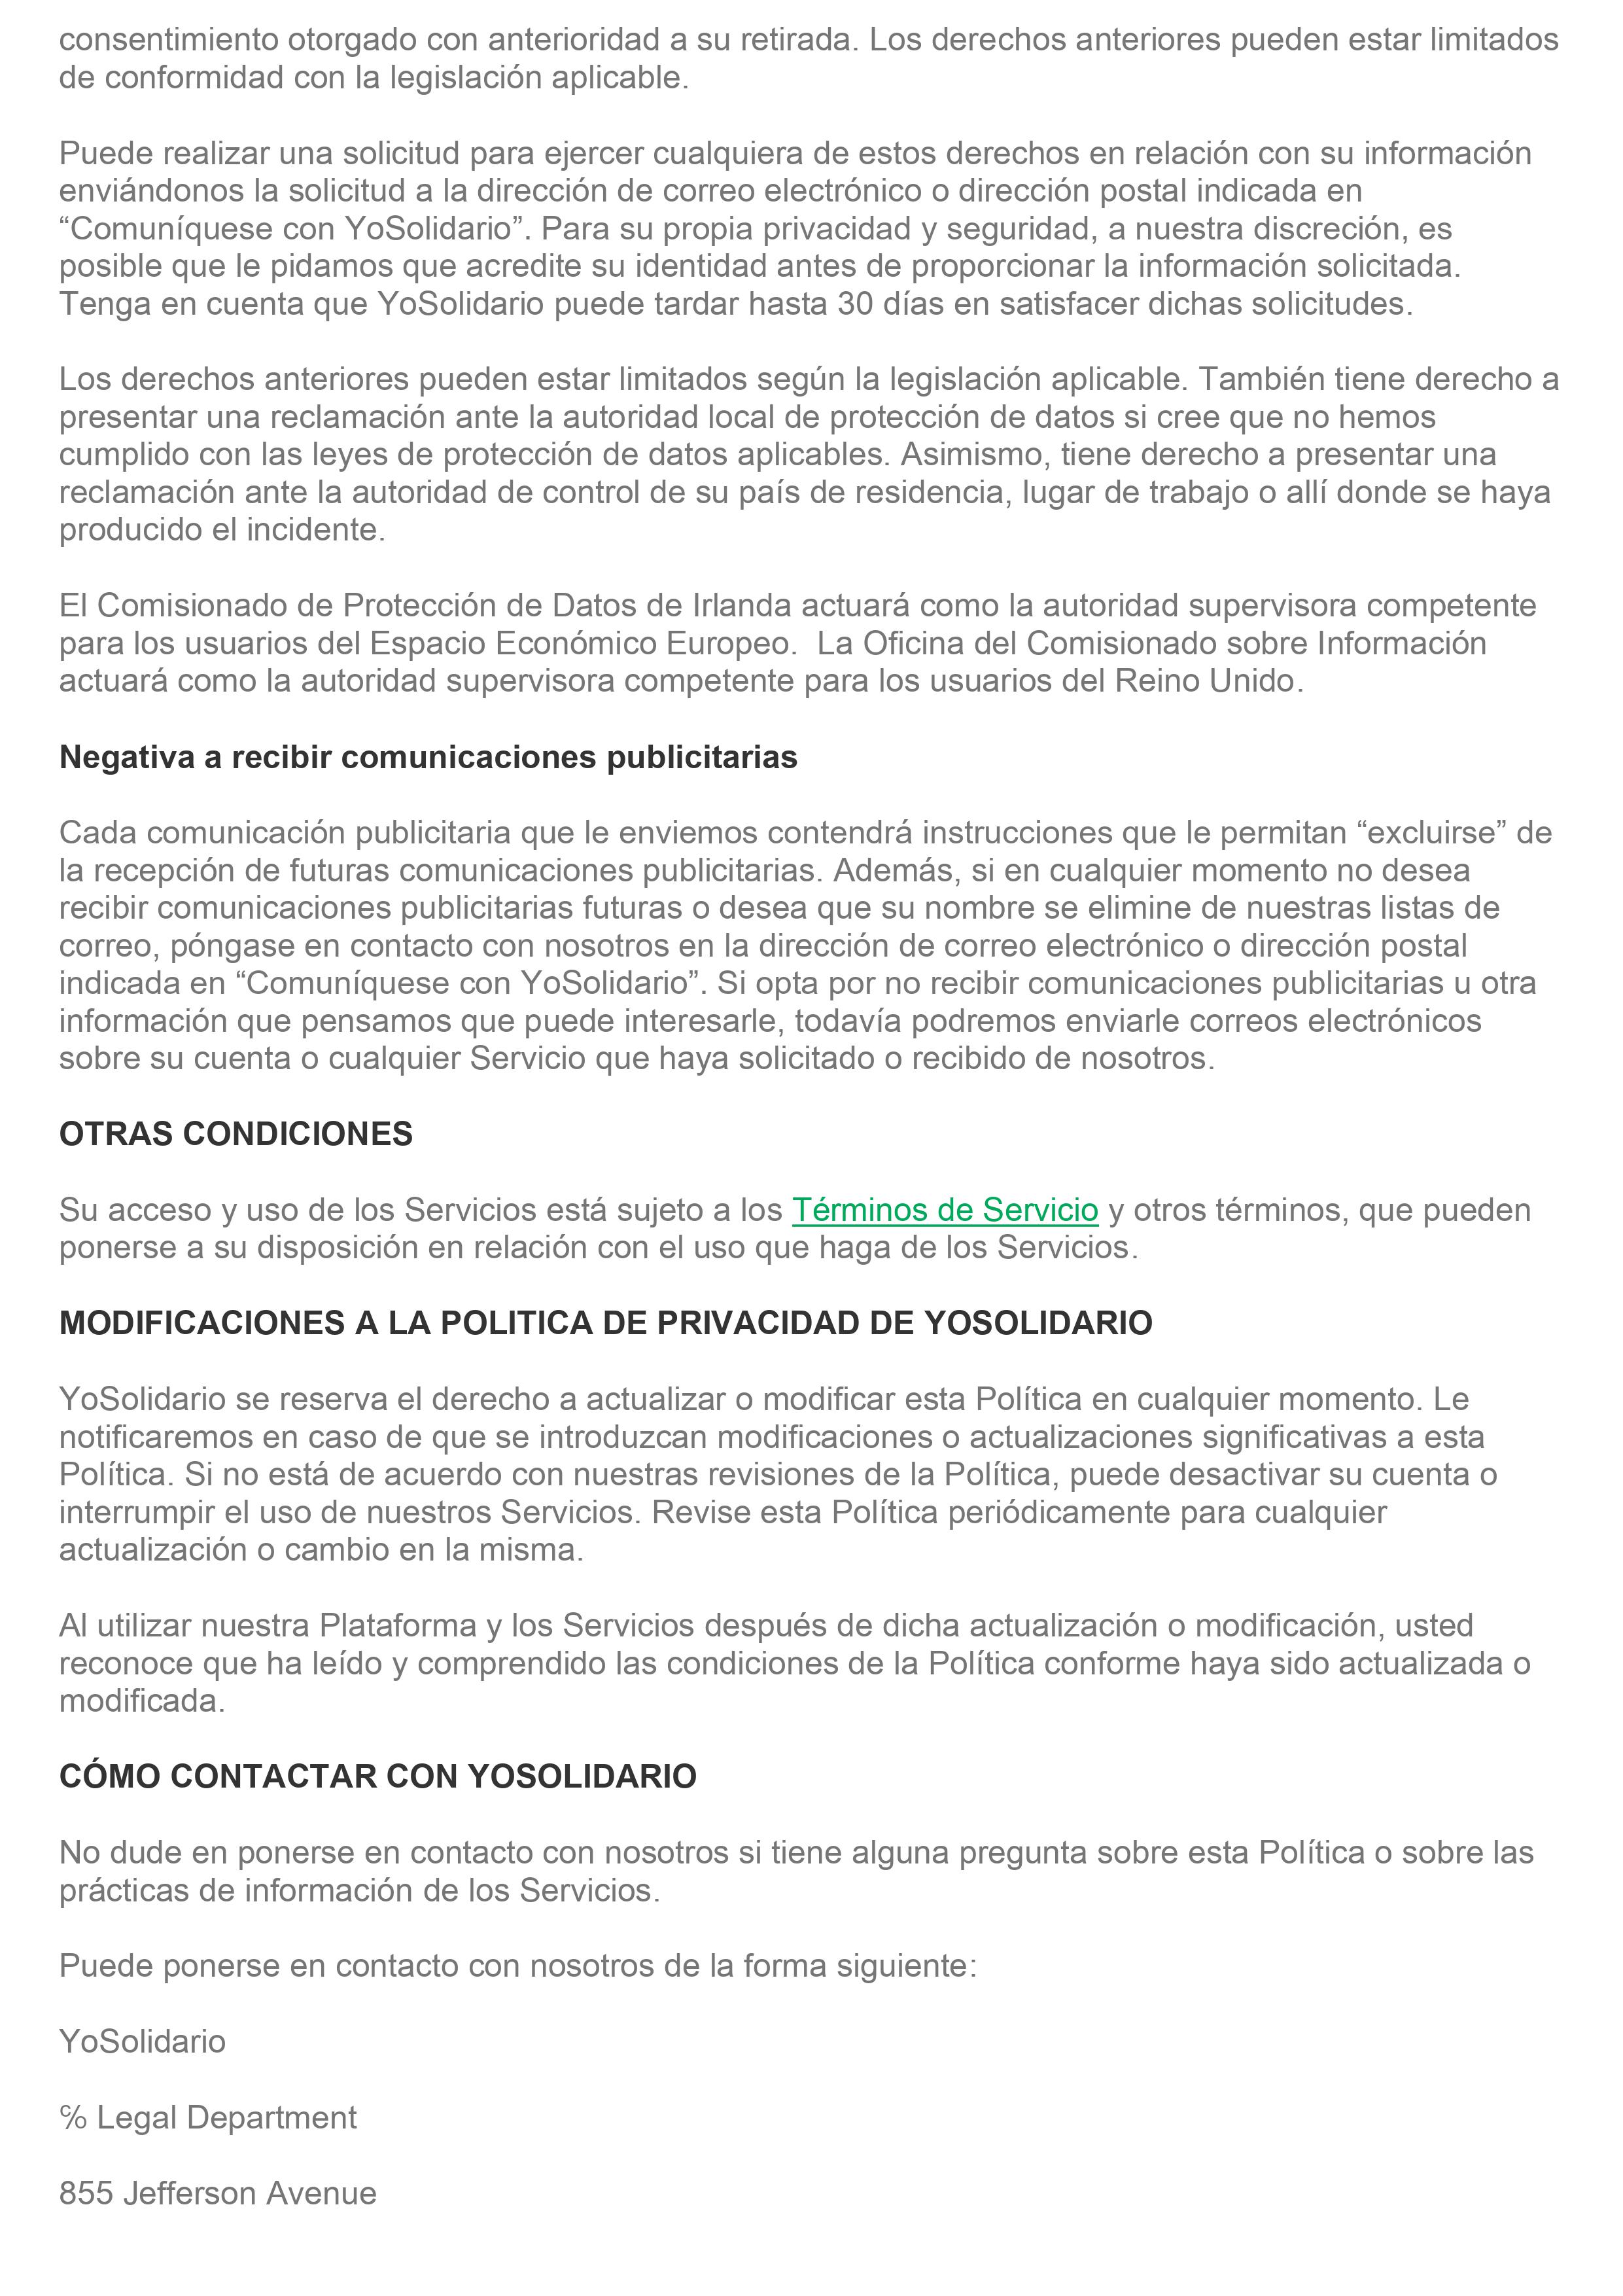 consentimiento otorgado con anterioridad a su retirada. Los derechos anteriores pueden estar limitados
de conformidad con la legislación aplicable.
Puede realizar una solicitud para ejercer cualquiera de estos derechos en relación con su información
enviándonos la solicitud a la dirección de correo electrónico o dirección postal indicada en
“Comuníquese con YoSolidario”. Para su propia privacidad y seguridad, a nuestra discreción, es
posible que le pidamos que acredite su identidad antes de proporcionar la información solicitada.
Tenga en cuenta que YoSolidario puede tardar hasta 30 días en satisfacer dichas solicitudes.
Los derechos anteriores pueden estar limitados según la legislación aplicable. También tiene derecho a
presentar una reclamación ante la autoridad local de protección de datos si cree que no hemos
cumplido con las leyes de protección de datos aplicables. Asimismo, tiene derecho a presentar una
reclamación ante la autoridad de control de su país de residencia, lugar de trabajo o allí donde se haya
producido el incidente.
El Comisionado de Protección de Datos de Irlanda actuará como la autoridad supervisora competente
para los usuarios del Espacio Económico Europeo.  La Oficina del Comisionado sobre Información
actuará como la autoridad supervisora competente para los usuarios del Reino Unido.
Negativa a recibir comunicaciones publicitarias
Cada comunicación publicitaria que le enviemos contendrá instrucciones que le permitan “excluirse” de
la recepción de futuras comunicaciones publicitarias. Además, si en cualquier momento no desea
recibir comunicaciones publicitarias futuras o desea que su nombre se elimine de nuestras listas de
correo, póngase en contacto con nosotros en la dirección de correo electrónico o dirección postal
indicada en “Comuníquese con YoSolidario”. Si opta por no recibir comunicaciones publicitarias u otra
información que pensamos que puede interesarle, todavía podremos enviarle correos electrónicos
sobre su cuenta o cualquier Servicio que haya solicitado o recibido de nosotros.
OTRAS CONDICIONES
Su acceso y uso de los Servicios está sujeto a los Términos de Servicio y otros términos, que pueden
ponerse a su disposición en relación con el uso que haga de los Servicios.
MODIFICACIONES A LA POLITICA DE PRIVACIDAD DE YOSOLIDARIO
YoSolidario se reserva el derecho a actualizar o modificar esta Política en cualquier momento. Le
notificaremos en caso de que se introduzcan modificaciones o actualizaciones significativas a esta
Política. Si no está de acuerdo con nuestras revisiones de la Política, puede desactivar su cuenta o
interrumpir el uso de nuestros Servicios. Revise esta Política periódicamente para cualquier
actualización o cambio en la misma.
Al utilizar nuestra Plataforma y los Servicios después de dicha actualización o modificación, usted
reconoce que ha leído y comprendido las condiciones de la Política conforme haya sido actualizada o
modificada.
CÓMO CONTACTAR CON YOSOLIDARIO
No dude en ponerse en contacto con nosotros si tiene alguna pregunta sobre esta Política o sobre las
prácticas de información de los Servicios.
Puede ponerse en contacto con nosotros de la forma siguiente:
YoSolidario
℅ Legal Department
855 Jefferson Avenue